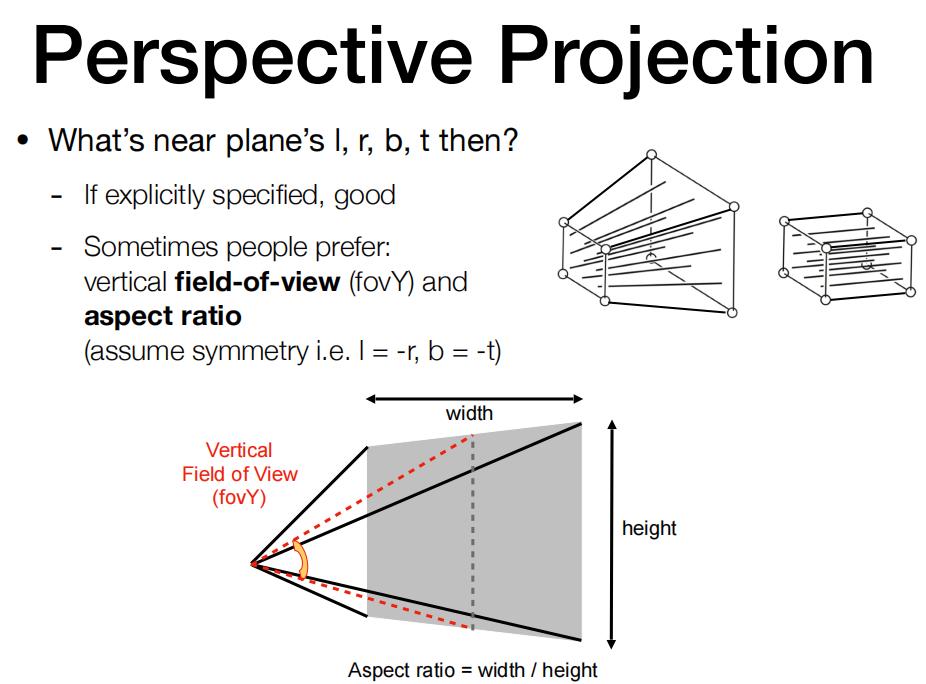 Perspective Projection
• What’s near plane’s l, r, b, t then?
- If explicitly specified, good
- Sometimes people prefer:
vertical field-of-view (fovY) and
aspect ratio
(assume symmetry i.e. l = -r, b = -t)
width
Vertical
Field of View
(fovY)
height
Aspect ratio = width / height